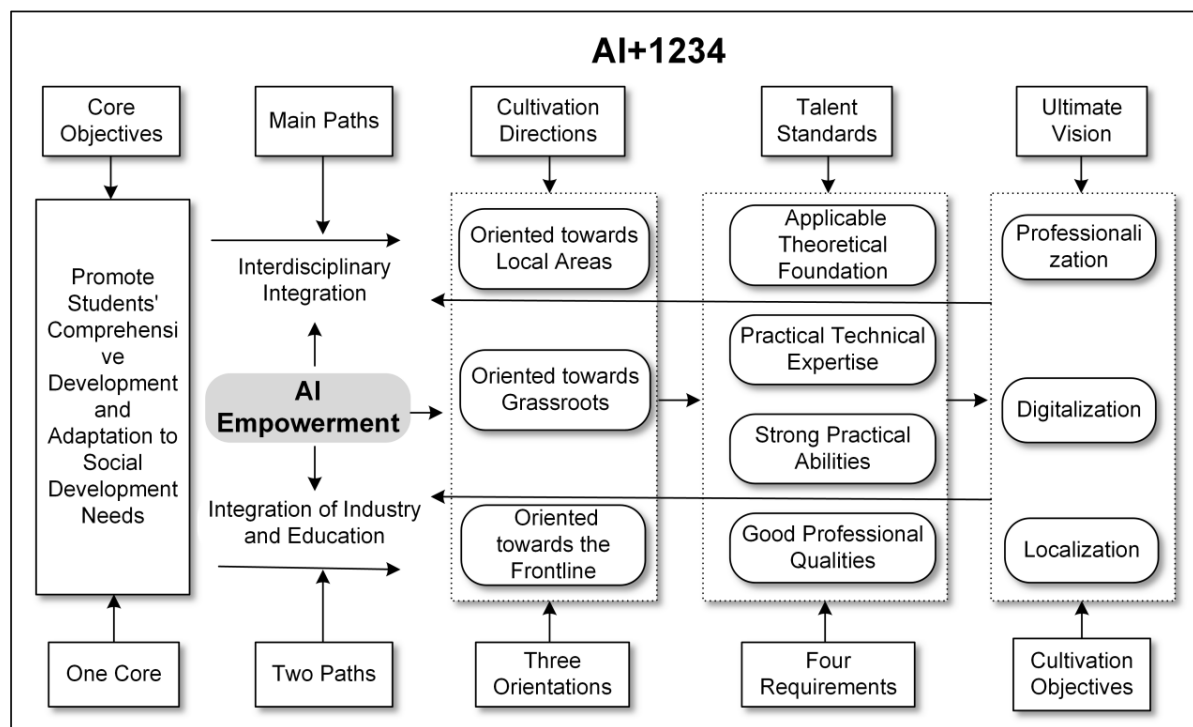 AI+1234
Core
Objectives
Main Paths
Cultivation
Directions
Talent
Standards
Ultimate
Vision
Promote
Students'
Comprehensi
ve
Development
and
Adaptation to
Social
Development
Needs
Interdisciplinary
Integration
AI
Empowerment
Integration of Industry
and Education
Oriented towards
Local Areas
Oriented towards
Grassroots
Oriented
towards the
Frontline
Applicable
Theoretical
Foundation
Practical Technical
Expertise
Strong Practical
Abilities
Good Professional
Qualities
Professionali
zation
Digitalization
Localization
One Core
Two Paths
Three
Orientations
Four
Requirements
Cultivation
Objectives